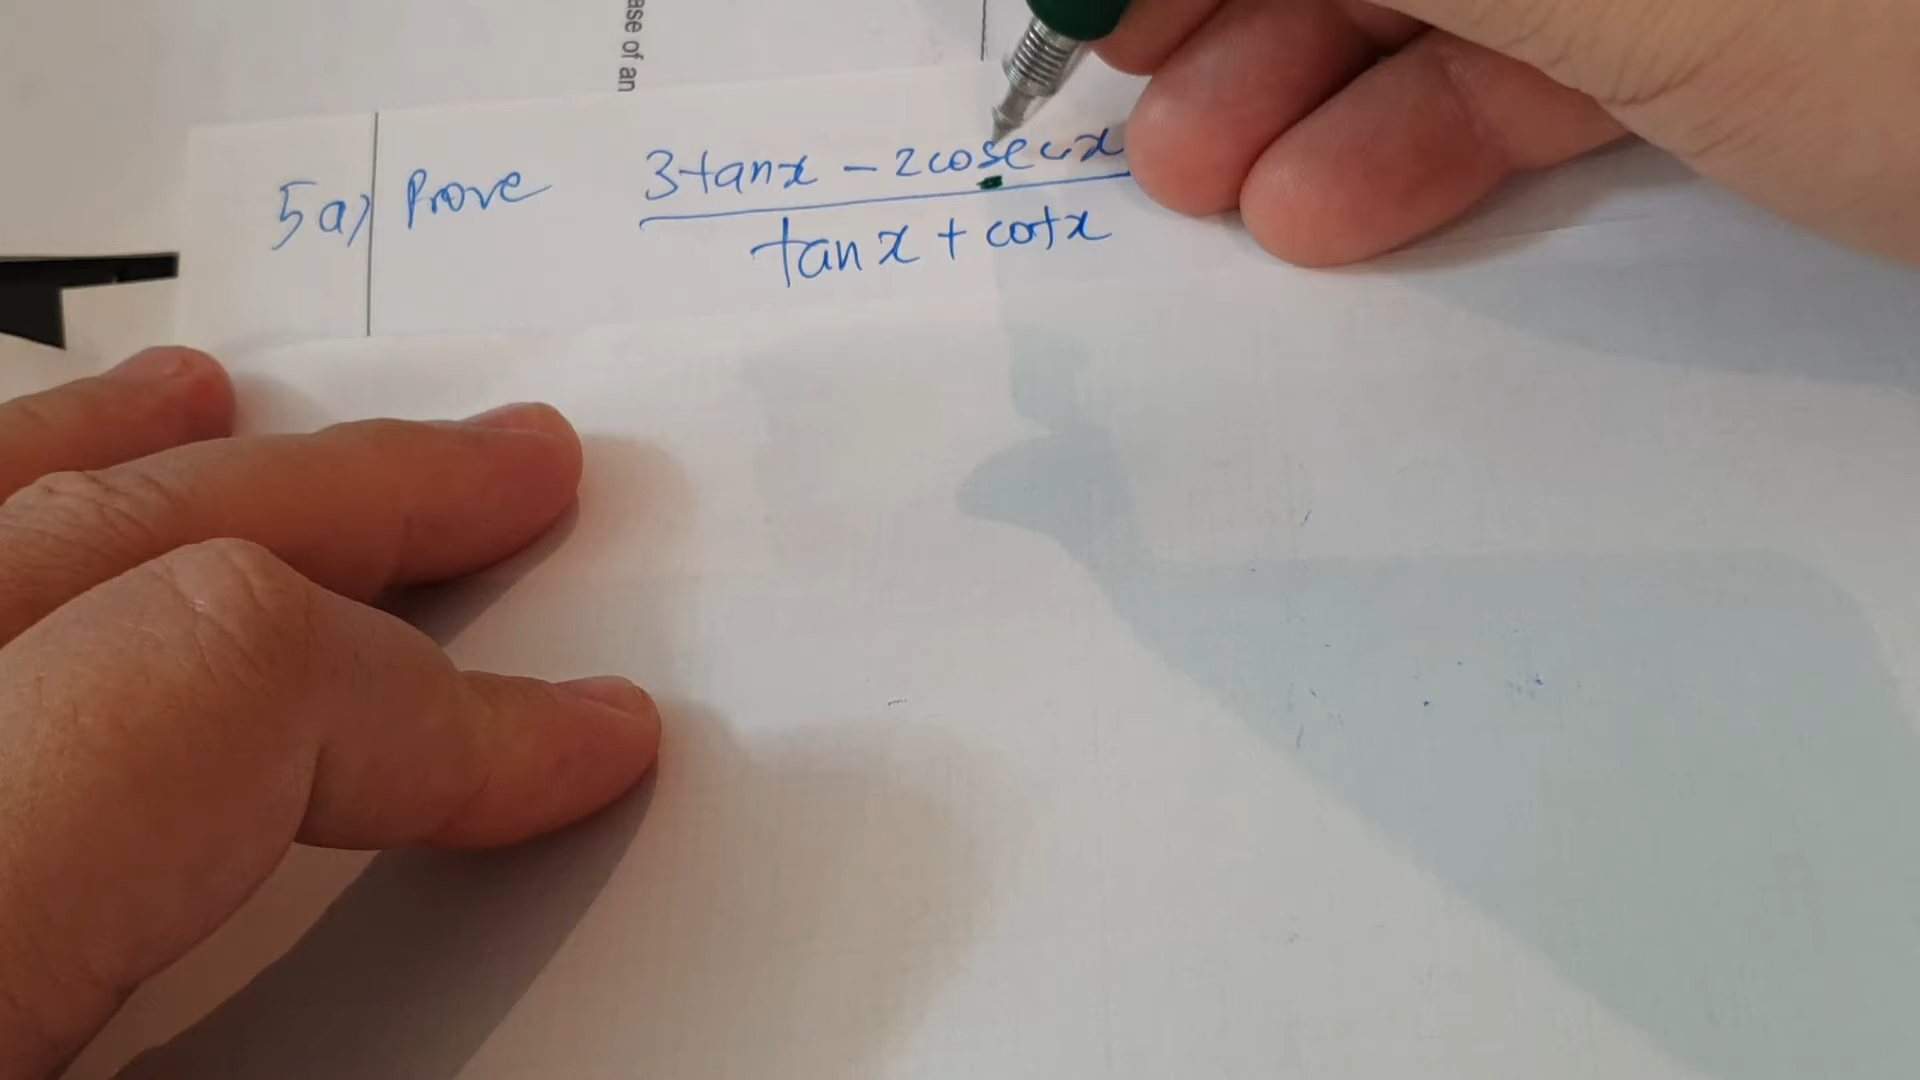 ase of an
5a) Prove 3tanx - 2cosecx
tanx + cotx